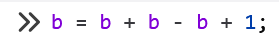 >> b = b + b - b + 1;